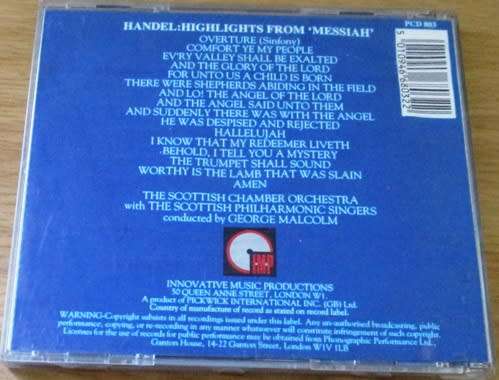 HANDEL:HIGHLIGHTS FROM 'MESSIAH'
PCD 803
OVERTURE (Sinfony)
COMFORT YE MY PEOPLE
EV'RY VALLEY SHALL BE EXALTED
AND THE GLORY OF THE LORD
FOR UNTO US A CHILD IS BORN
THERE WERE SHEPHERDS ABIDING IN THE FIELD
AND LO! THE ANGEL OF THE LORD
AND THE ANGEL SAID UNTO THEM
AND SUDDENLY THERE WAS WITH THE ANGEL
HE WAS DESPISED AND REJECTED
HALLELUJAH
I KNOW THAT MY REDEEMER LIVETH
BEHOLD, I TELL YOU A MYSTERY
THE TRUMPET SHALL SOUND
WORTHY IS THE LAMB THAT WAS SLAIN
AMEN
THE SCOTTISH CHAMBER ORCHESTRA
with THE SCOTTISH PHILHARMONIC SINGERS
conducted by GEORGE MALCOLM
INNOVATIVE MUSIC PRODUCTIONS
50 QUEEN ANNE STREET, LONDON W1.
A product of PICKWICK INTERNATIONAL INC. (GB) Ltd.
Country of manufacture of record as stated on record label.
WARNING-Copyright subsists in all recordings issued under this label. Any un-authorised broadcasting, public
performance, copying, or re-recording in any manner whatsoever will constitute infringement of such copyright.
Licenses for the use of records for public performance may be obtained from Phonographic Performance Ltd.,
Ganton House, 14-22 Ganton Street, London W1V 1LB